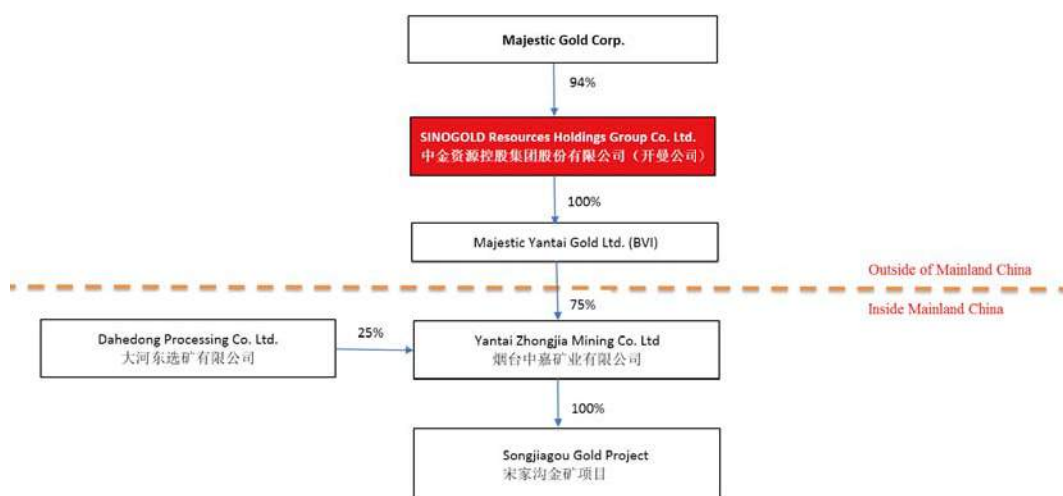 Majestic Gold Corp.
94%
SINOGOLD Resources Holdings Group Co. Ltd.
中金资源控股集团股份有限公司（开曼公司）
100%
Majestic Yantai Gold Ltd. (BVI)
Outside of Mainland China
75%
Inside Mainland China
Dahedong Processing Co. Ltd.
大河东选矿有限公司
25%
Yantai Zhongjia Mining Co. Ltd
烟台中嘉矿业有限公司
100%
Songjiagou Gold Project
宋家沟金矿项目